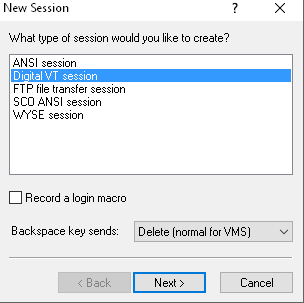 New Session
?
What type of session would you like to create?
ANSI session
Digital VT session
FTP file transfer session
SCO ANSI session
WYSE session
Record a login macro
Backspace key sends: Delete (normal for VMS)
< Back Next > Cancel